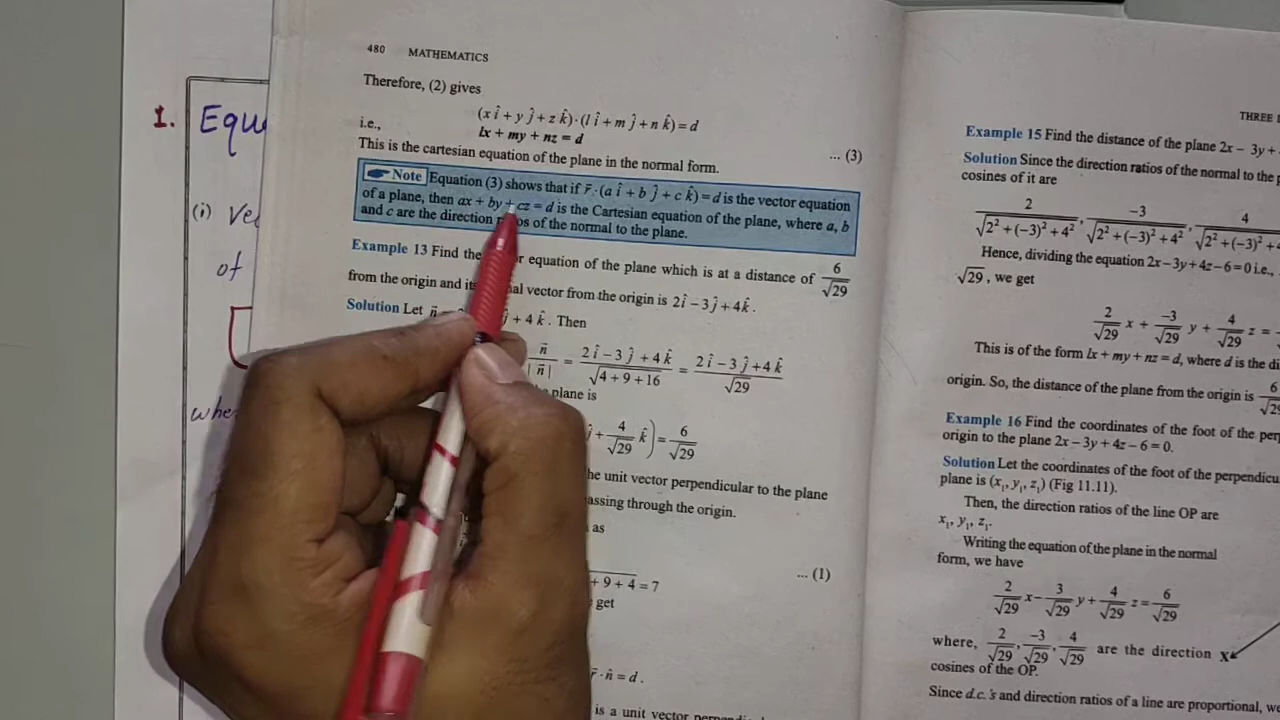 1. Equ
(i) Vec
of
whe
480 MATHEMATICS
Therefore, (2) gives
(x î + y ĵ + z k̂)·(l î + m ĵ + n k̂) = d
i.e., lx + my + nz = d ... (3)
This is the cartesian equation of the plane in the normal form.
Note Equation (3) shows that if r⃗·(a î + b ĵ + c k̂) = d is the vector equation
of a plane, then ax + by + cz = d is the Cartesian equation of the plane, where a, b
and c are the direction ratios of the normal to the plane.
Example 13 Find the equation of the plane which is at a distance of 6/√29
from the origin and its normal vector from the origin is 2î − 3ĵ + 4k̂.
Solution Let n⃗ = ĵ + 4 k̂. Then
n⃗/|n⃗| = (2 î − 3 ĵ + 4 k̂)/√(4 + 9 + 16) = (2 î − 3 ĵ + 4 k̂)/√29
plane is
ĵ + 4/√29 k̂) = 6/√29
he unit vector perpendicular to the plane
assing through the origin.
as
... (1)
+ 9 + 4 = 7
get
r⃗·n̂ = d.
is a unit vector
THREE
Example 15 Find the distance of the plane 2x − 3y +
Solution Since the direction ratios of the normal to the
cosines of it are
2/√(2² + (−3)² + 4²), −3/√(2² + (−3)² + 4²), 4/√(2² + (−3)² + 4
Hence, dividing the equation 2x − 3y + 4z − 6 = 0 i.e.,
√29, we get
2/√29 x + −3/√29 y + 4/√29 z =
This is of the form lx + my + nz = d, where d is the di
origin. So, the distance of the plane from the origin is 6/√2
Example 16 Find the coordinates of the foot of the per
origin to the plane 2x − 3y + 4z − 6 = 0.
Solution Let the coordinates of the foot of the perpendicu
plane is (x₁, y₁, z₁) (Fig 11.11).
Then, the direction ratios of the line OP are
x₁, y₁, z₁.
Writing the equation of the plane in the normal
form, we have
2/√29 x − 3/√29 y + 4/√29 z = 6/√29
where, 2/√29, −3/√29, 4/√29 are the direction X
cosines of the OP.
Since d.c.'s and direction ratios of a line are proportional, we